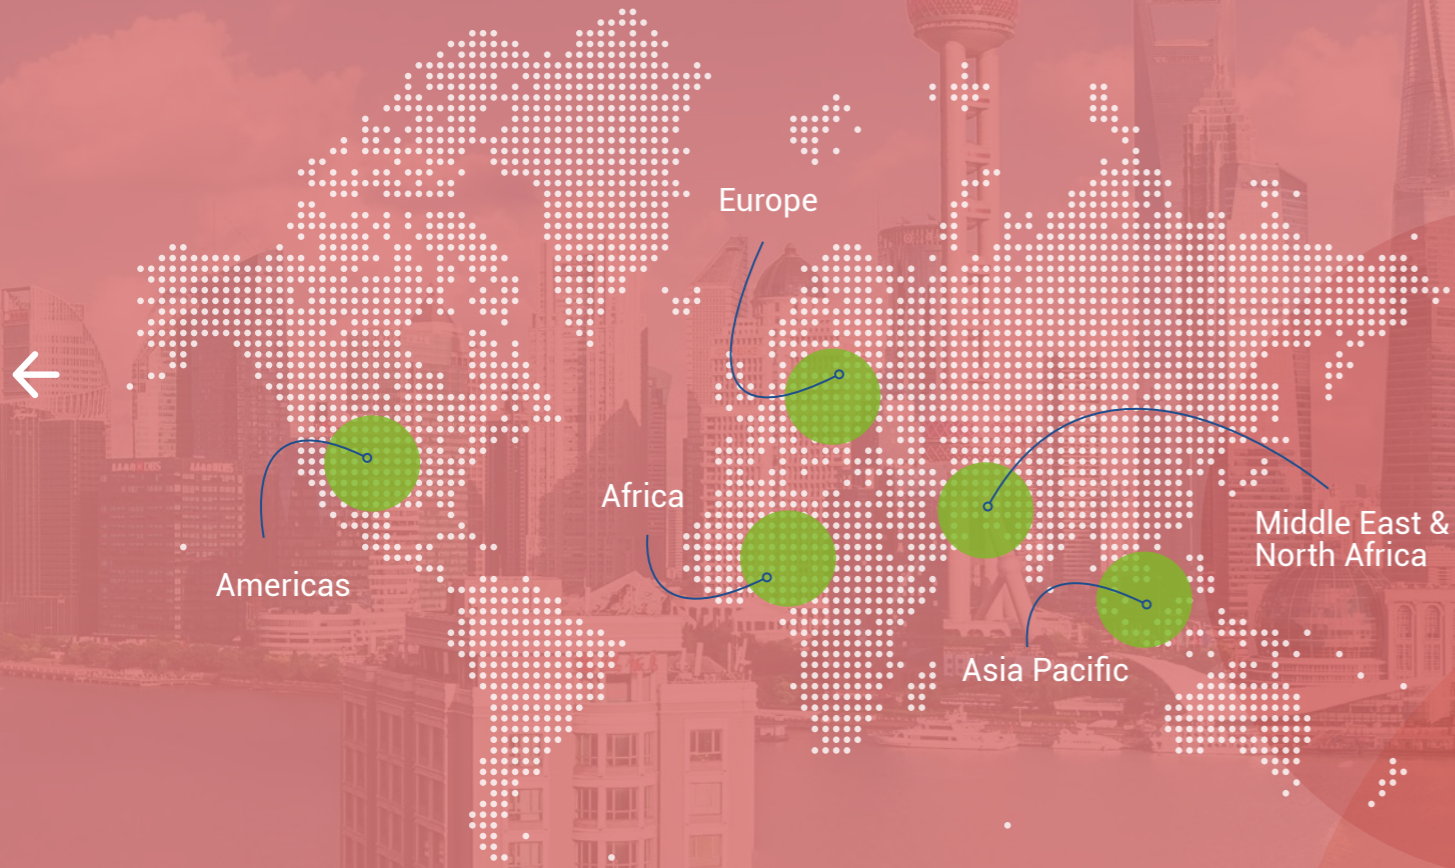 Europe
Africa
Middle East &
North Africa
Americas
Asia Pacific